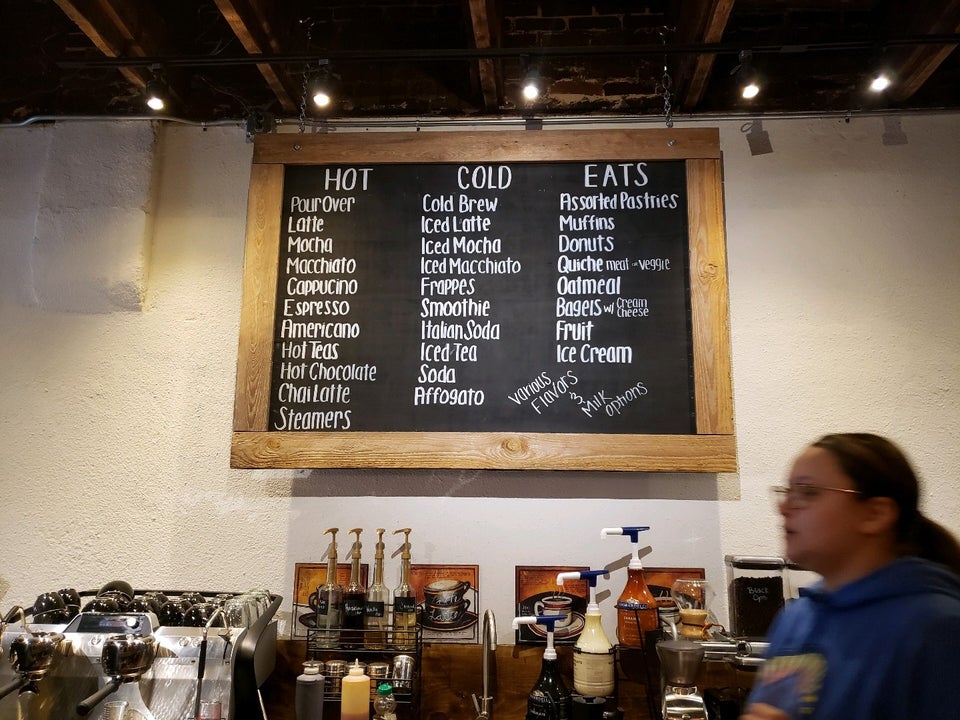 HOT
Pour Over
Latte
Mocha
Macchiato
Cappucino
Espresso
Americano
Hot Teas
Hot Chocolate
Chai Latte
Steamers
COLD
Cold Brew
Iced Latte
Iced Mocha
Iced Macchiato
Frappes
Smoothie
Italian Soda
Iced Tea
Soda
Affogato
EATS
Assorted Pastries
Muffins
Donuts
Quiche meat or veggie
Oatmeal
Bagels w/ Cream Cheese
Fruit
Ice Cream
Various
Flavors
&
Milk
options